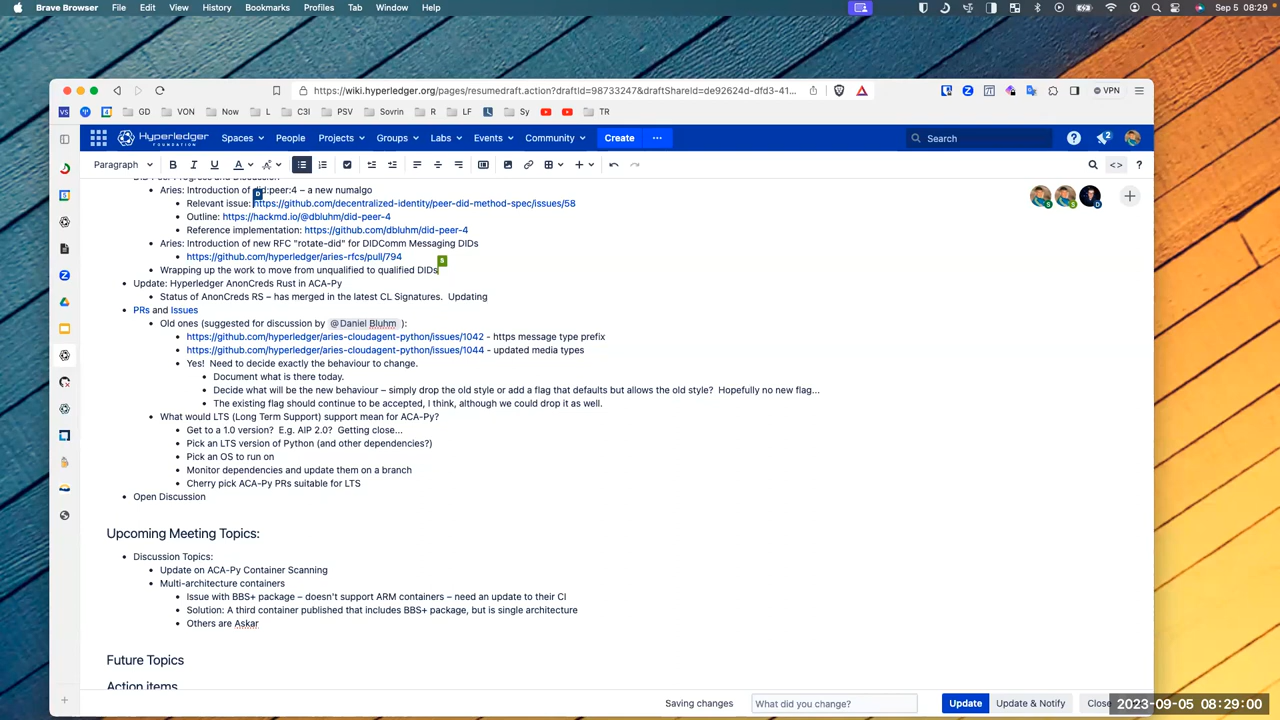 Brave Browser File Edit View History Bookmarks Profiles Tab Window Help Sep 5 08:29
https://wiki.hyperledger.org/pages/resumedraft.action?draftId=98733247&draftShareId=de92624d-dfd3-41... VPN
VS GD VON Now L C3I PSV Sovrin R LF Sy TR
Hyperledger FOUNDATION Spaces People Projects Groups Labs Events Community Create ... Search 2
Paragraph B I U A
Aries: Introduction of did:peer:4 – a new numalgo
Relevant issue: https://github.com/decentralized-identity/peer-did-method-spec/issues/58
Outline: https://hackmd.io/@dbluhm/did-peer-4
Reference implementation: https://github.com/dbluhm/did-peer-4
Aries: Introduction of new RFC "rotate-did" for DIDComm Messaging DIDs
https://github.com/hyperledger/aries-rfcs/pull/794
Wrapping up the work to move from unqualified to qualified DIDs
Update: Hyperledger AnonCreds Rust in ACA-Py
Status of AnonCreds RS – has merged in the latest CL Signatures. Updating
PRs and Issues
Old ones (suggested for discussion by @Daniel Bluhm ):
https://github.com/hyperledger/aries-cloudagent-python/issues/1042 - https message type prefix
https://github.com/hyperledger/aries-cloudagent-python/issues/1044 - updated media types
Yes! Need to decide exactly the behaviour to change.
Document what is there today.
Decide what will be the new behaviour – simply drop the old style or add a flag that defaults but allows the old style? Hopefully no new flag...
The existing flag should continue to be accepted, I think, although we could drop it as well.
What would LTS (Long Term Support) support mean for ACA-Py?
Get to a 1.0 version? E.g. AIP 2.0? Getting close...
Pick an LTS version of Python (and other dependencies?)
Pick an OS to run on
Monitor dependencies and update them on a branch
Cherry pick ACA-Py PRs suitable for LTS
Open Discussion
Upcoming Meeting Topics:
Discussion Topics:
Update on ACA-Py Container Scanning
Multi-architecture containers
Issue with BBS+ package – doesn't support ARM containers – need an update to their CI
Solution: A third container published that includes BBS+ package, but is single architecture
Others are Askar
Future Topics
Action items
Saving changes What did you change? Update Update & Notify Close
2023-09-05 08:29:00